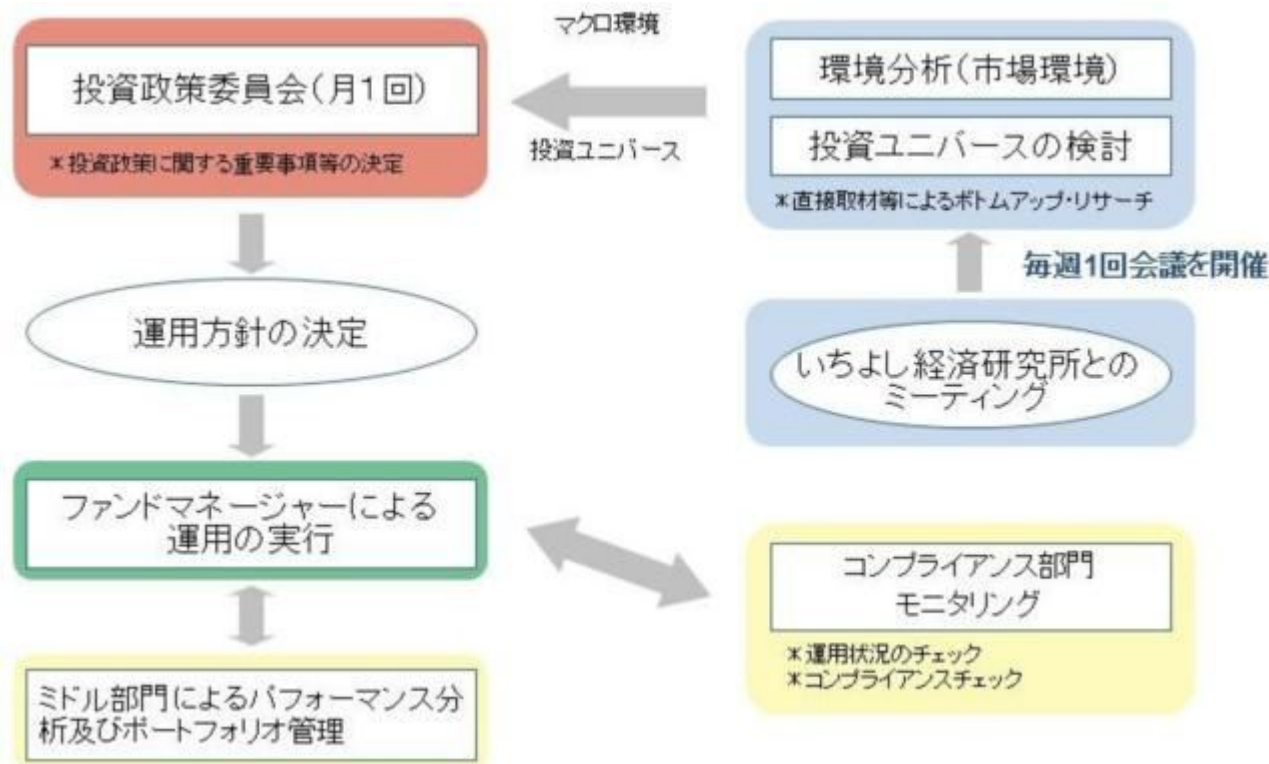 マクロ環境
投資政策委員会(月1回)
*投資政策に関する重要事項等の決定
投資ユニバース
環境分析(市場環境)
投資ユニバースの検討
*直接取材等によるボトムアップ・リサーチ
毎週1回会議を開催
いちよし経済研究所との
ミーティング
運用方針の決定
ファンドマネージャーによる
運用の実行
コンプライアンス部門
モニタリング
*運用状況のチェック
*コンプライアンスチェック
ミドル部門によるパフォーマンス分
析及びポートフォリオ管理